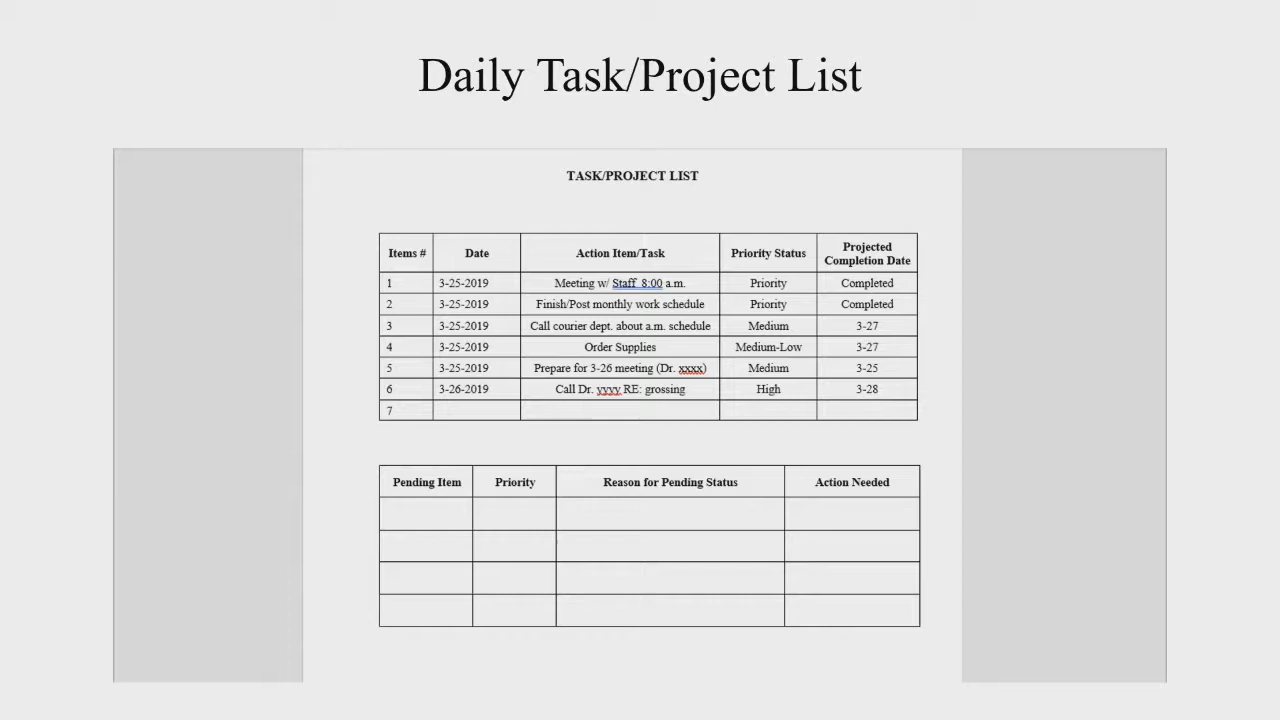 Daily Task/Project List
TASK/PROJECT LIST
Items # Date Action Item/Task Priority Status Projected Completion Date
1 3-25-2019 Meeting w/ Staff 8:00 a.m. Priority Completed
2 3-25-2019 Finish/Post monthly work schedule Priority Completed
3 3-25-2019 Call courier dept. about a.m. schedule Medium 3-27
4 3-25-2019 Order Supplies Medium-Low 3-27
5 3-25-2019 Prepare for 3-26 meeting (Dr. xxxx) Medium 3-25
6 3-26-2019 Call Dr. yyyy RE: grossing High 3-28
7
Pending Item Priority Reason for Pending Status Action Needed